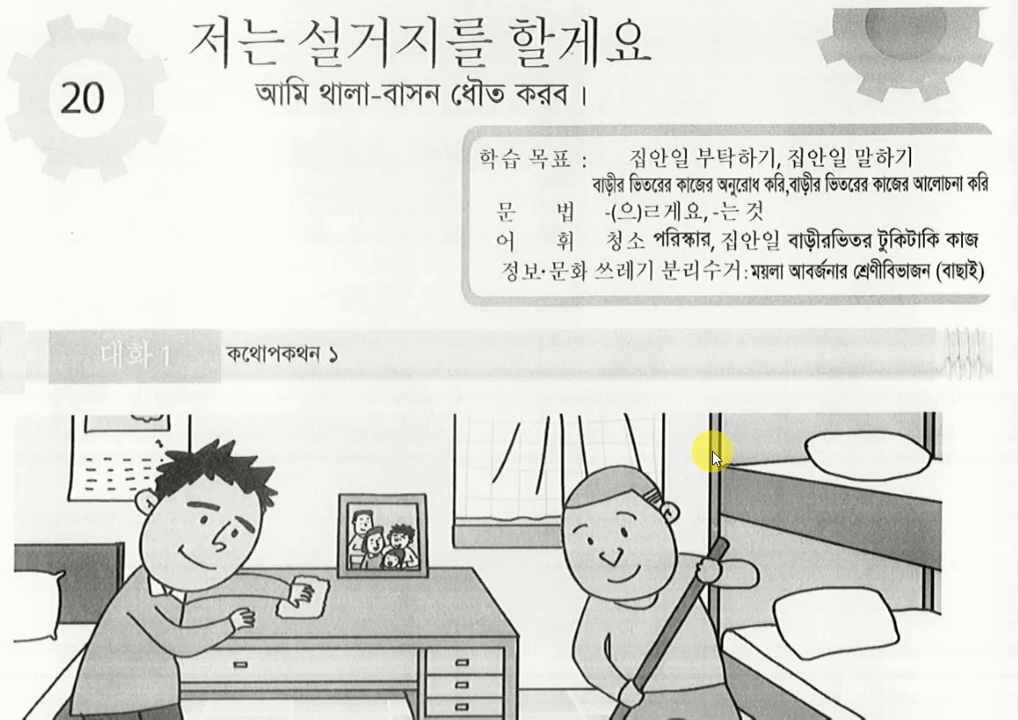 저는 설거지를 할게요
20
আমি থালা-বাসন ধৌত করব।
학습 목표 : 집안일 부탁하기, 집안일 말하기
বাড়ীর ভিতরের কাজের অনুরোধ করি,বাড়ীর ভিতরের কাজের আলোচনা করি
문 법 -(으)ㄹ게요, -는 것
어 휘 청소 পরিস্কার, 집안일 বাড়ীরভিতর টুকিটাকি কাজ
정보·문화 쓰레기 분리수거:ময়লা আবর্জনার শ্রেণীবিভাজন (বাছাই)
대화 1 কথোপকথন ১